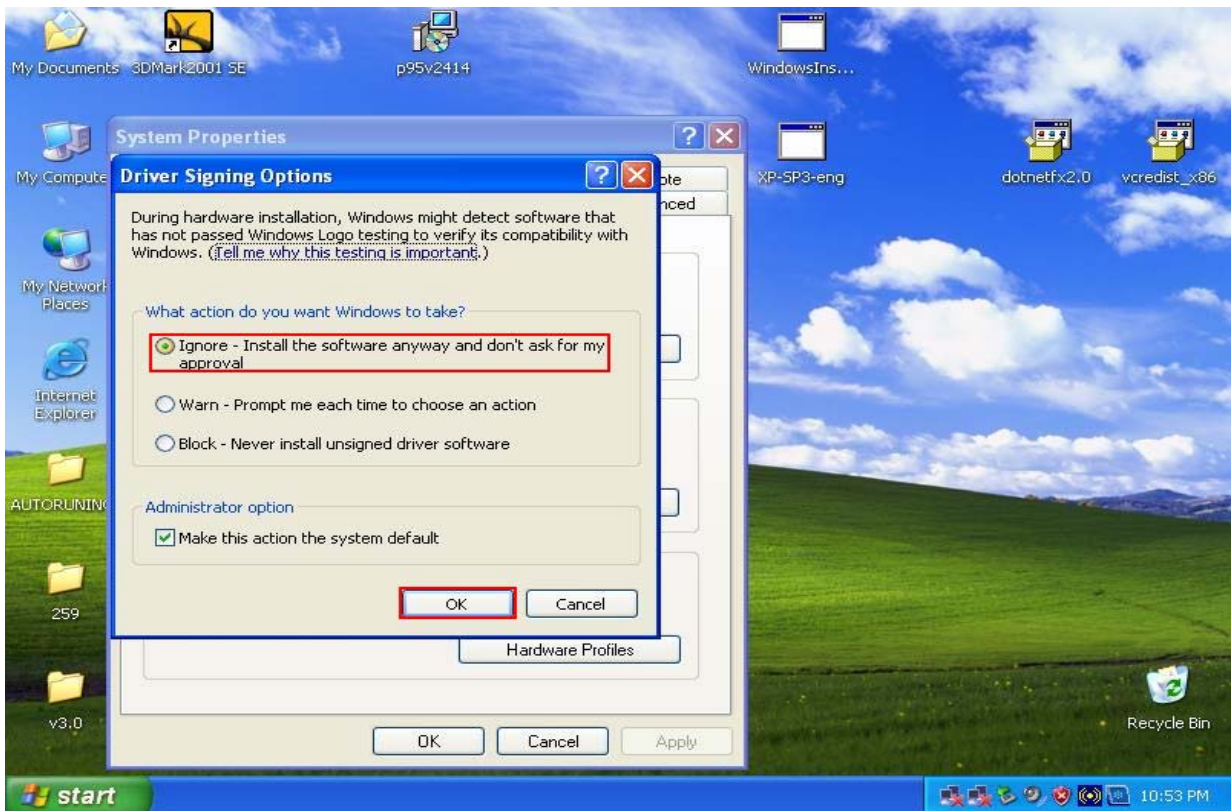 My Documents
3DMark2001 SE
p95v2414
WindowsIns...
My Compute
System Properties
XP-SP3-eng
dotnetfx2.0
vcredist_x86
ote
nced
Driver Signing Options
During hardware installation, Windows might detect software that
has not passed Windows Logo testing to verify its compatibility with
Windows. (Tell me why this testing is important.)
What action do you want Windows to take?
Ignore - Install the software anyway and don't ask for my
approval
Warn - Prompt me each time to choose an action
Block - Never install unsigned driver software
Administrator option
Make this action the system default
OK
Cancel
Hardware Profiles
OK
Cancel
Apply
My Network
Places
Internet
Explorer
AUTORUNING
259
v3.0
Recycle Bin
start
10:53 PM